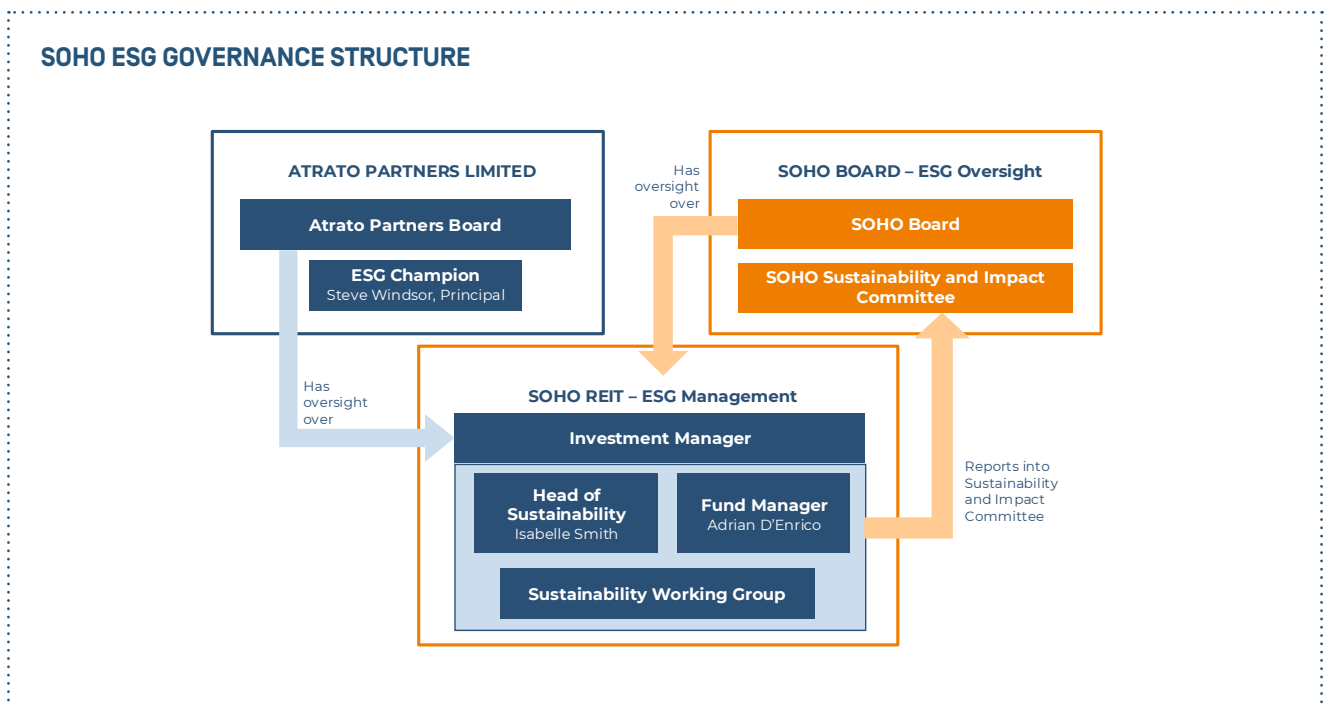 SOHO ESG GOVERNANCE STRUCTURE
ATRATO PARTNERS LIMITED
Atrato Partners Board
ESG Champion
Steve Windsor, Principal
Has
oversight
over
SOHO BOARD – ESG Oversight
SOHO Board
SOHO Sustainability and Impact
Committee
Has
oversight
over
SOHO REIT – ESG Management
Investment Manager
Head of
Sustainability
Isabelle Smith
Fund Manager
Adrian D’Enrico
Sustainability Working Group
Reports into
Sustainability
and Impact
Committee